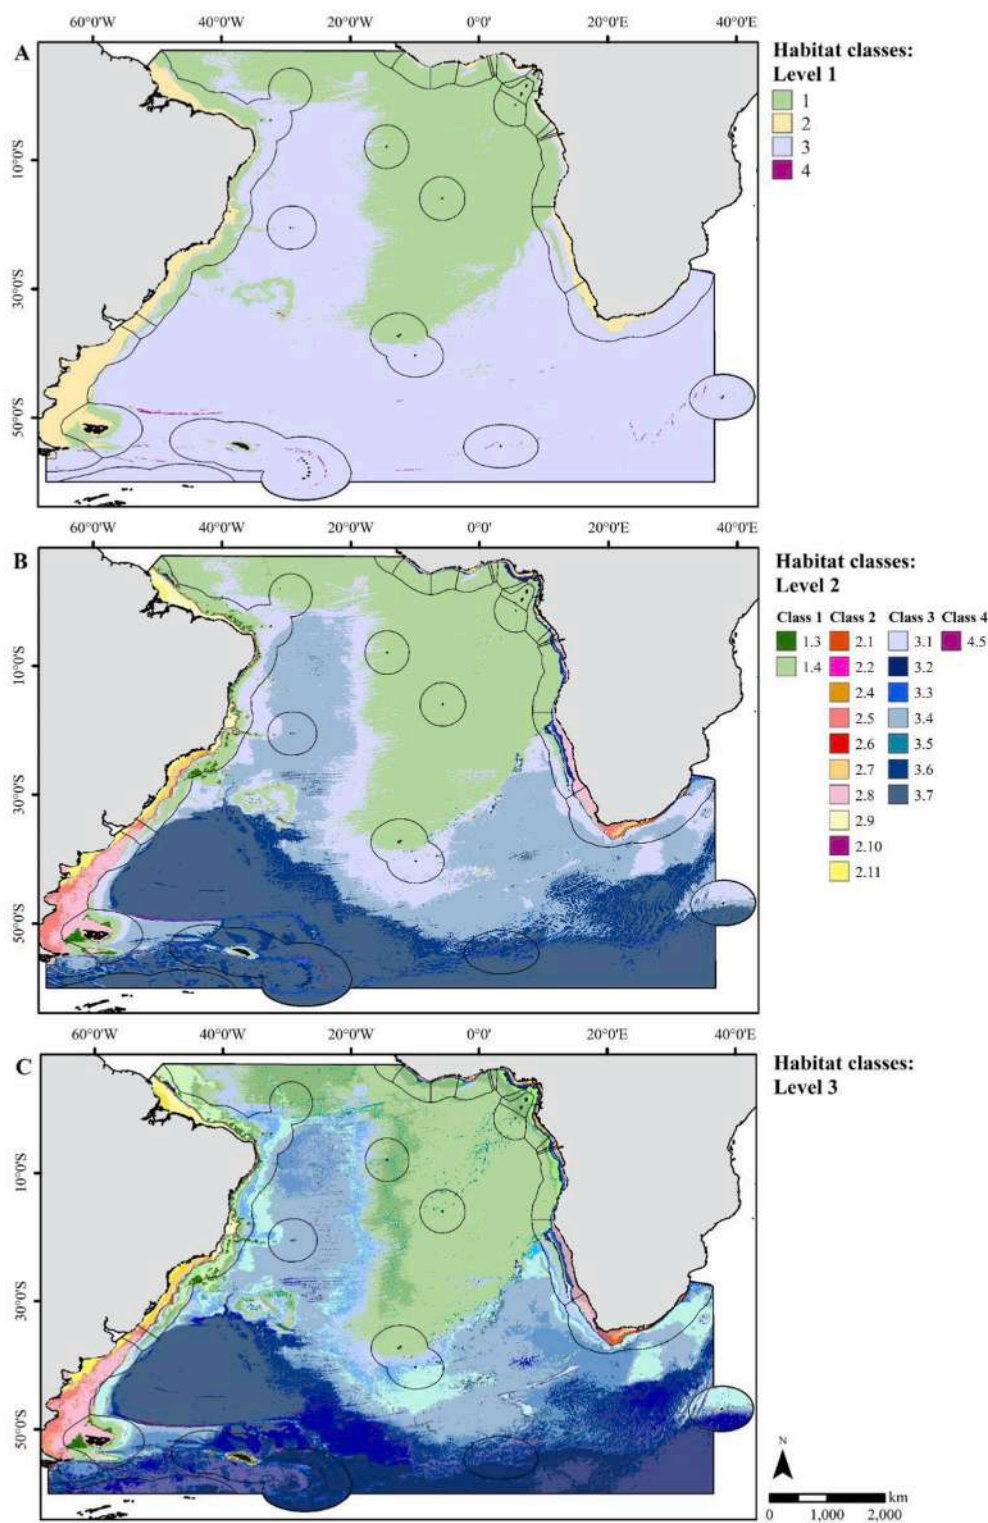 60°0'W 40°0'W 20°0'W 0°0' 20°0'E 40°0'E
A
Habitat classes:
Level 1
1
2
3
4
10°0'S
30°0'S
50°0'S
60°0'W 40°0'W 20°0'W 0°0' 20°0'E 40°0'E
B
Habitat classes:
Level 2
Class 1 Class 2 Class 3 Class 4
1.3 2.1 3.1 4.5
1.4 2.2 3.2
2.4 3.3
2.5 3.4
2.6 3.5
2.7 3.6
2.8 3.7
2.9
2.10
2.11
10°0'S
30°0'S
50°0'S
60°0'W 40°0'W 20°0'W 0°0' 20°0'E 40°0'E
C
Habitat classes:
Level 3
10°0'S
30°0'S
50°0'S
N
km
0 1,000 2,000